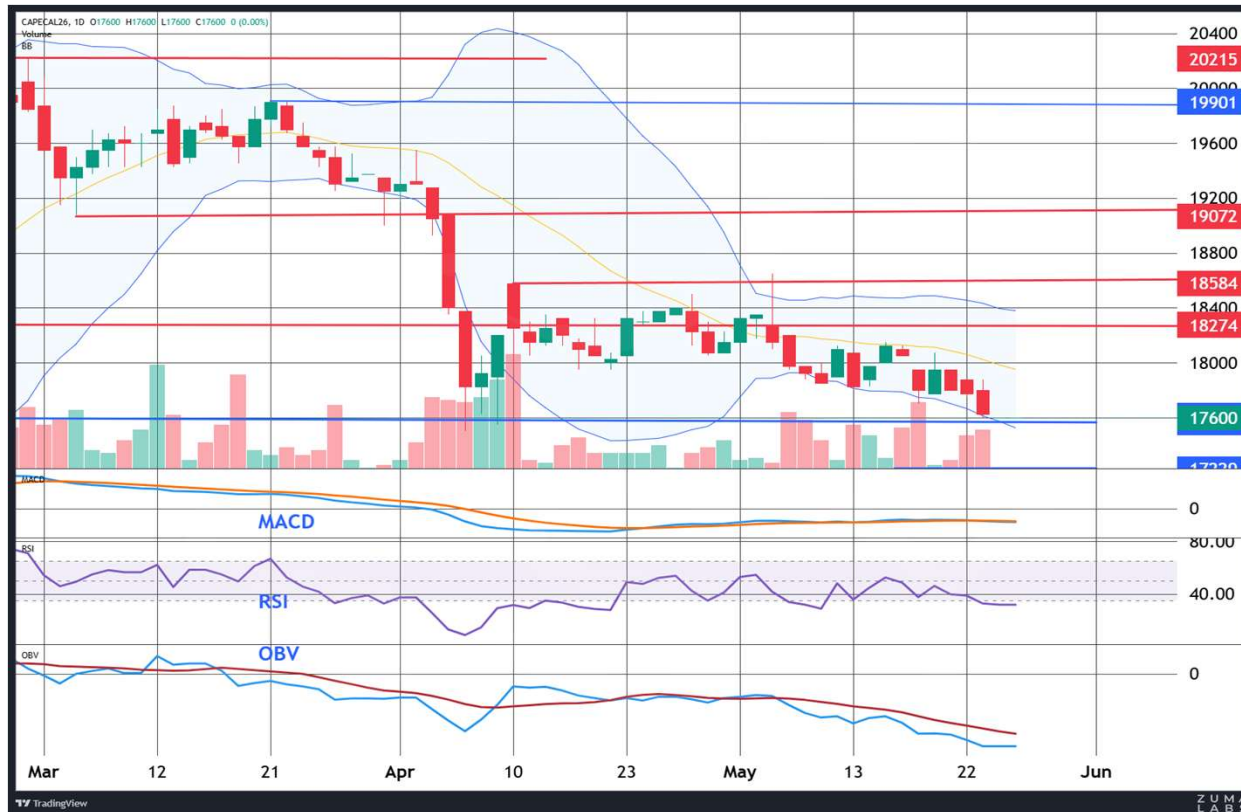 CAPECAL26, 1D O17600 H17600 L17600 C17600 0 (0.00%)
Volume
BB
20400
20215
20000
19901
19600
19200
19072
18800
18584
18400
18274
18000
17600
MACD
MACD
0
RSI
80.00
RSI
40.00
OBV
OBV
0
Mar 12 21 Apr 10 23 May 13 22 Jun
TradingView
ZUMA
LABS